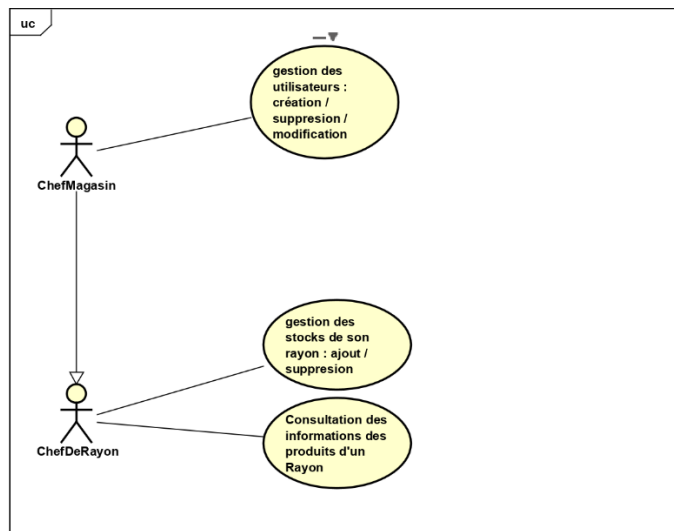 uc
gestion des
utilisateurs :
création /
suppresion /
modification
ChefMagasin
gestion des
stocks de son
rayon : ajout /
suppresion
ChefDeRayon
Consultation des
informations des
produits d'un
Rayon